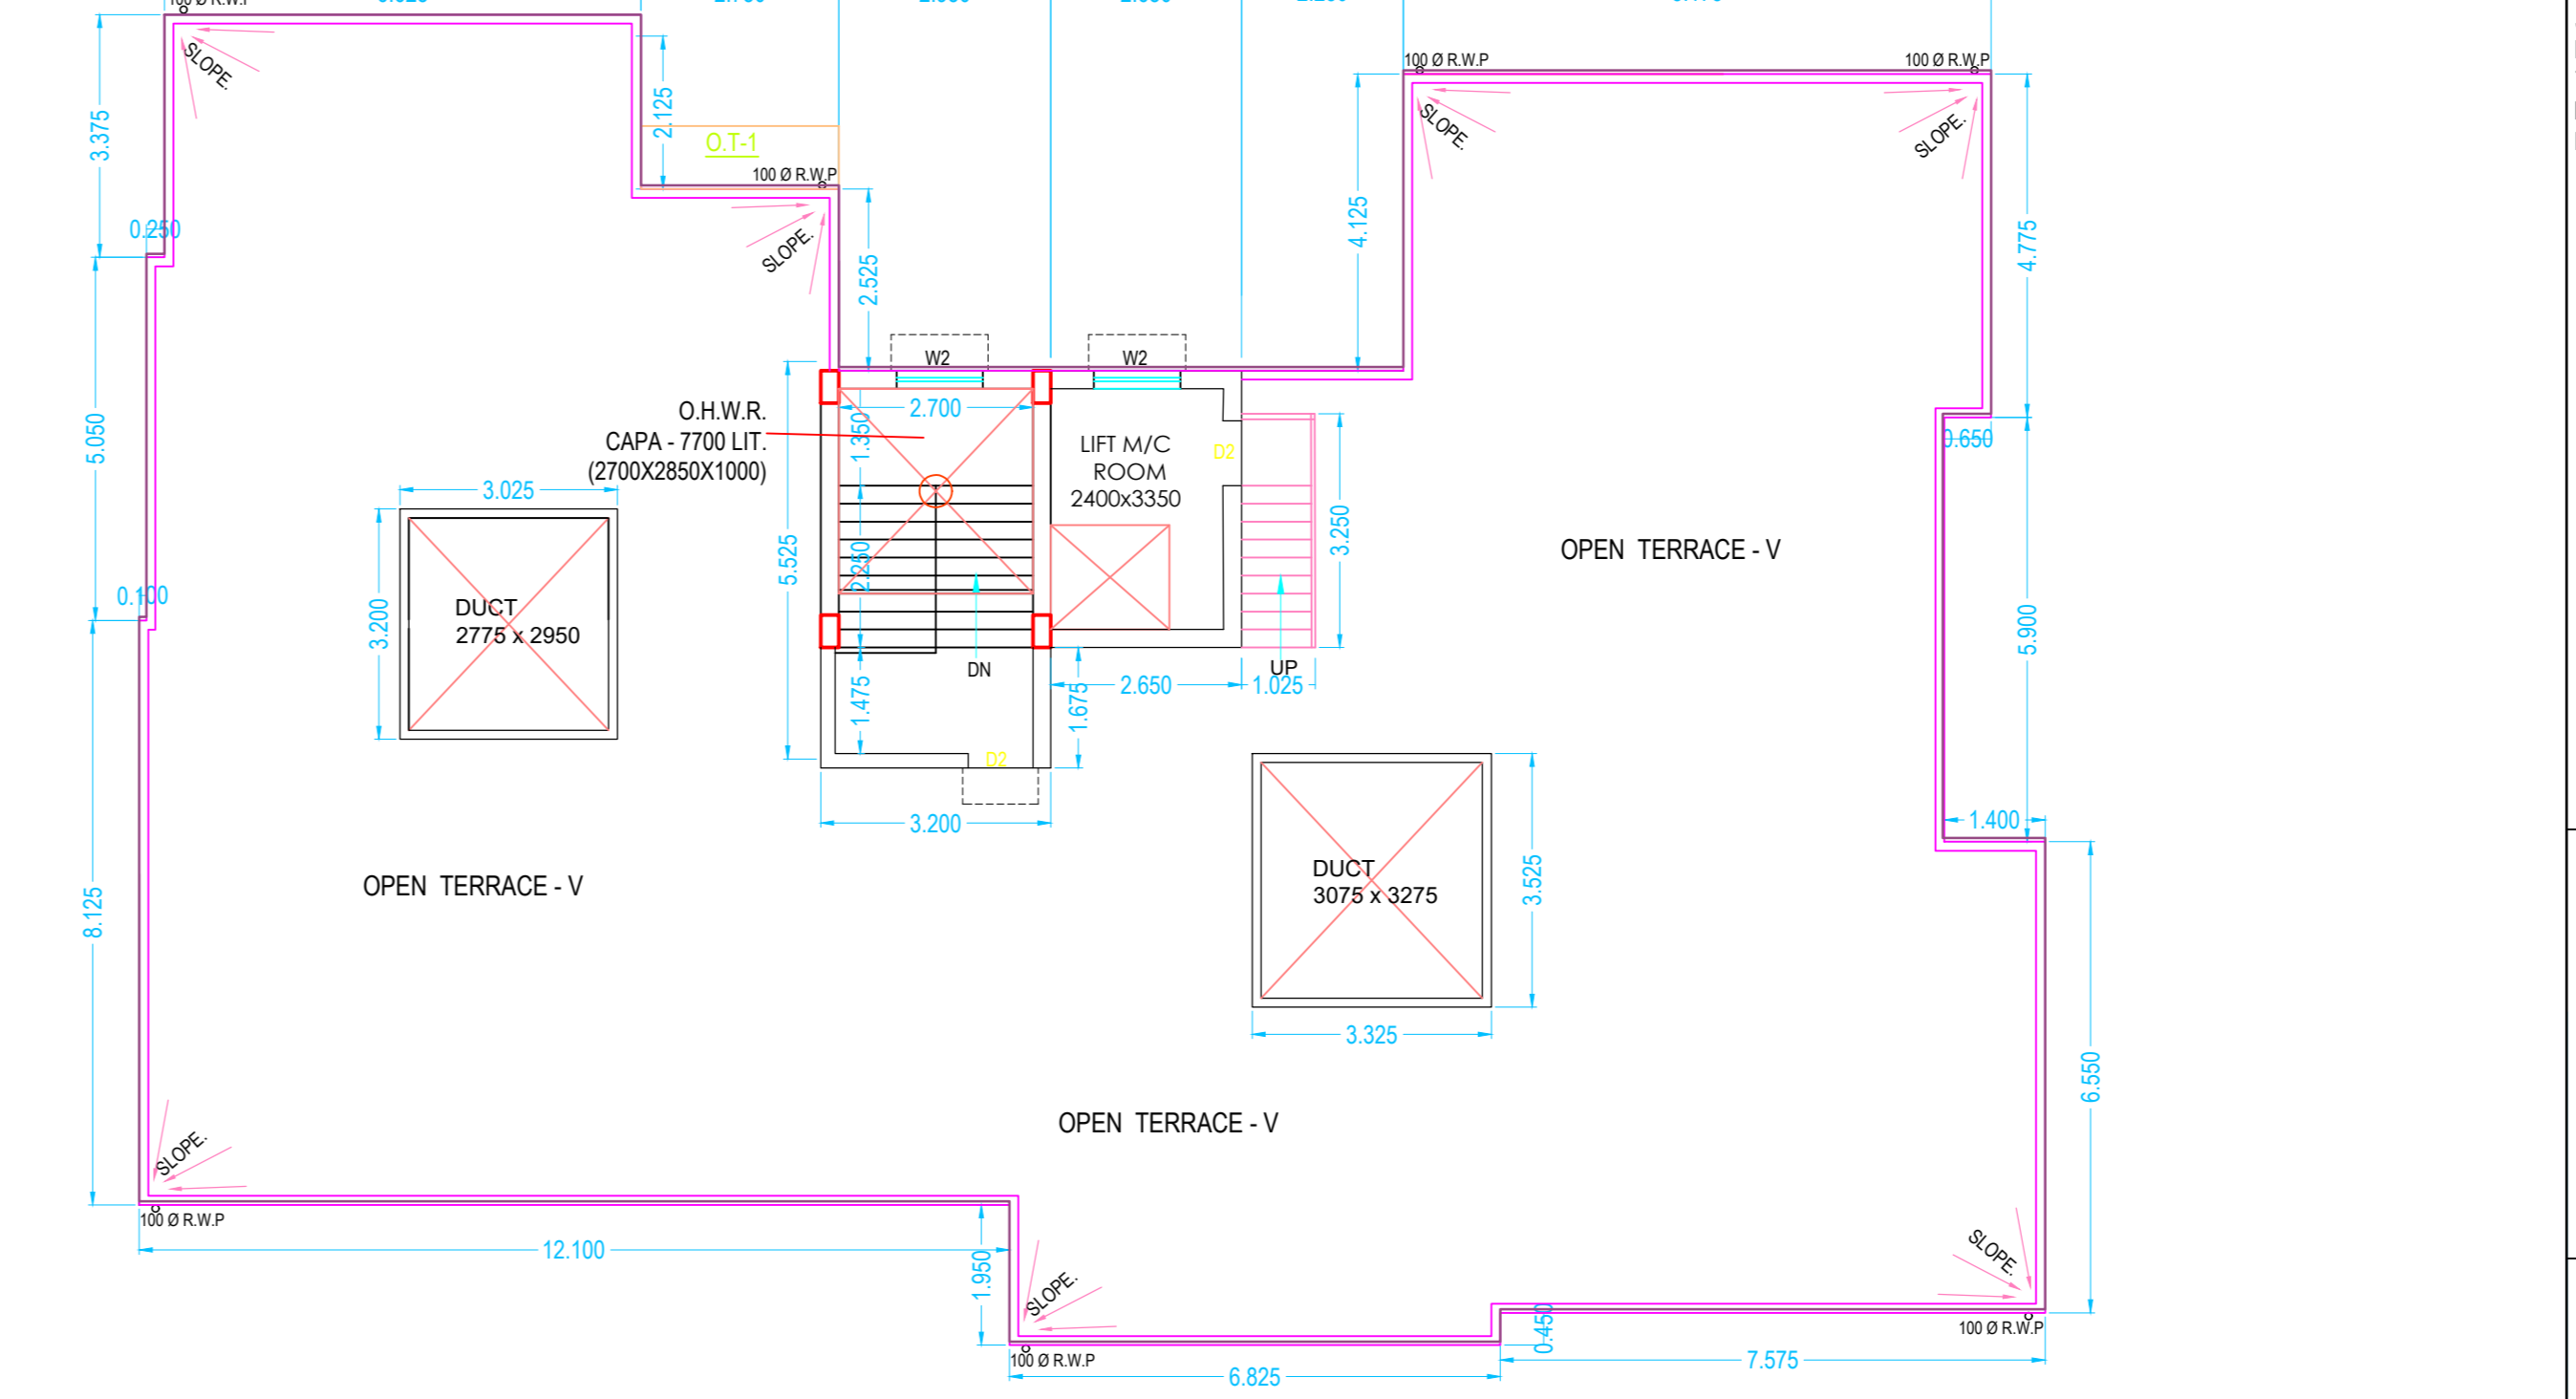 100 Ø R.W.P
100 Ø R.W.P
SLOPE.
SLOPE.
SLOPE.
3.375
2.125
O.T-1
100 Ø R.W.P
0.250
SLOPE.
2.525
4.125
4.775
W2
W2
O.H.W.R.
CAPA - 7700 LIT.
(2700X2850X1000)
2.700
1.350
LIFT M/C
ROOM
2400x3350
D2
0.650
5.050
3.025
5.525
2.250
3.250
OPEN TERRACE - V
0.100
3.200
DUCT
2775 x 2950
5.900
DN
UP
1.475
1.675
2.650
1.025
D2
3.200
1.400
8.125
OPEN TERRACE - V
DUCT
3075 x 3275
3.525
3.325
6.550
OPEN TERRACE - V
SLOPE.
100 Ø R.W.P
12.100
1.950
SLOPE.
SLOPE.
0.450
100 Ø R.W.P
100 Ø R.W.P
6.825
7.575